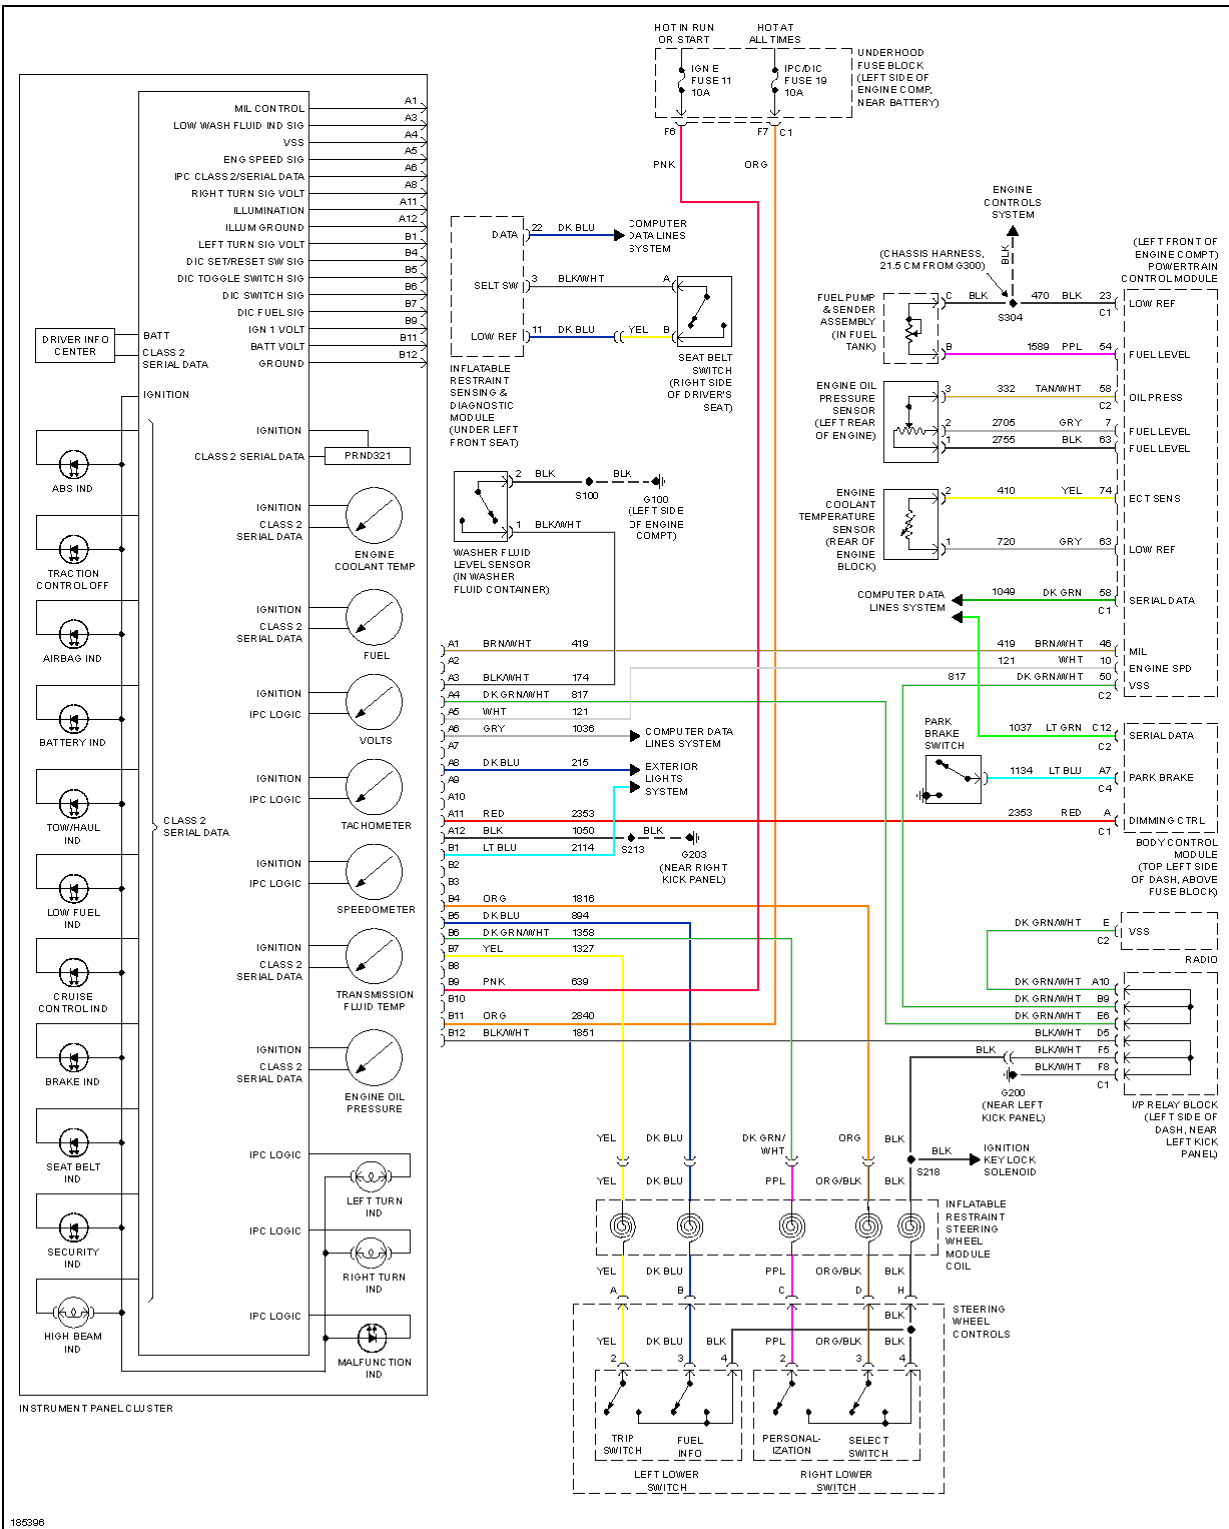 HOT IN RUN
OR START
HOT AT
ALL TIMES
IGN E
FUSE 11
10A
IPC/DIC
FUSE 19
10A
UNDERHOOD
FUSE BLOCK
(LEFT SIDE OF
ENGINE COMP,
NEAR BATTERY)
F6
F7
C1
PNK
ORG
MIL CONTROL
A1
LOW WASH FLUID IND SIG
A3
VSS
A4
ENG SPEED SIG
A5
IPC CLASS 2/SERIAL DATA
A6
RIGHT TURN SIG VOLT
A8
ILLUMINATION
A11
ILLUM GROUND
A12
LEFT TURN SIG VOLT
B1
DIC SET/RESET SW SIG
B4
DIC TOGGLE SWITCH SIG
B5
DIC SWITCH SIG
B6
DIC FUEL SIG
B7
IGN 1 VOLT
B9
BATT VOLT
B11
GROUND
B12
DRIVER INFO
CENTER
BATT
CLASS 2
SERIAL DATA
IGNITION
IGNITION
CLASS 2 SERIAL DATA
PRND321
ABS IND
TRACTION
CONTROL OFF
AIRBAG IND
BATTERY IND
TOW/HAUL
IND
LOW FUEL
IND
CRUISE
CONTROL IND
BRAKE IND
SEAT BELT
IND
SECURITY
IND
HIGH BEAM
IND
CLASS 2
SERIAL DATA
IGNITION
CLASS 2
SERIAL DATA
ENGINE
COOLANT TEMP
IGNITION
CLASS 2
SERIAL DATA
FUEL
IGNITION
IPC LOGIC
VOLTS
IGNITION
IPC LOGIC
TACHOMETER
IGNITION
IPC LOGIC
SPEEDOMETER
IGNITION
CLASS 2
SERIAL DATA
TRANSMISSION
FLUID TEMP
IGNITION
CLASS 2
SERIAL DATA
ENGINE OIL
PRESSURE
IPC LOGIC
LEFT TURN
IND
IPC LOGIC
RIGHT TURN
IND
IPC LOGIC
MALFUNCTION
IND
INSTRUMENT PANEL CLUSTER
DATA
22 DK BLU
COMPUTER
DATA LINES
SYSTEM
SELT SW
3 BLK/WHT A
LOW REF
11 DK BLU YEL B
INFLATABLE
RESTRAINT
SENSING &
DIAGNOSTIC
MODULE
(UNDER LEFT
FRONT SEAT)
SEAT BELT
SWITCH
(RIGHT SIDE
OF DRIVER'S
SEAT)
2 BLK
S100
BLK
G100
(LEFT SIDE
OF ENGINE
COMPT)
1 BLK/WHT
WASHER FLUID
LEVEL SENSOR
(IN WASHER
FLUID CONTAINER)
ENGINE
CONTROLS
SYSTEM
BLK
(CHASSIS HARNESS,
21.5 CM FROM G300)
S304
(LEFT FRONT OF
ENGINE COMPT)
POWERTRAIN
CONTROL MODULE
FUEL PUMP
& SENDER
ASSEMBLY
(IN FUEL
TANK)
C BLK 470 BLK 23
C1
LOW REF
B 1589 PPL 54
FUEL LEVEL
ENGINE OIL
PRESSURE
SENSOR
(LEFT REAR
OF ENGINE)
3 332 TAN/WHT 58
C2
OIL PRESS
2 2705 GRY 7
FUEL LEVEL
1 2755 BLK 63
FUEL LEVEL
ENGINE
COOLANT
TEMPERATURE
SENSOR
(REAR OF
ENGINE
BLOCK)
2 410 YEL 74
ECT SENS
1 720 GRY 63
LOW REF
COMPUTER DATA
LINES SYSTEM
1049 DK GRN 58
C1
SERIAL DATA
419 BRN/WHT 46
MIL
121 WHT 10
ENGINE SPD
817 DK GRN/WHT 50
C2
VSS
A1 BRN/WHT 419
A2
A3 BLK/WHT 174
A4 DK GRN/WHT 817
A5 WHT 121
A6 GRY 1036
COMPUTER DATA
LINES SYSTEM
A7
A8 DK BLU 215
EXTERIOR
LIGHTS
SYSTEM
A9
A10
A11 RED 2353
A12 BLK 1050
S213
BLK
G203
(NEAR RIGHT
KICK PANEL)
B1 LT BLU 2114
B2
B3
B4 ORG 1816
B5 DK BLU 894
B6 DK GRN/WHT 1358
B7 YEL 1327
B8
B9 PNK 639
B10
B11 ORG 2840
B12 BLK/WHT 1851
PARK
BRAKE
SWITCH
1037 LT GRN C12
C2
SERIAL DATA
1134 LT BLU A7
C4
PARK BRAKE
2353 RED A
C1
DIMMING CTRL
BODY CONTROL
MODULE
(TOP LEFT SIDE
OF DASH, ABOVE
FUSE BLOCK)
DK GRN/WHT E
C2
VSS
RADIO
DK GRN/WHT A10
DK GRN/WHT B9
DK GRN/WHT E6
BLK/WHT D5
BLK BLK/WHT F5
BLK/WHT F8
C1
G200
(NEAR LEFT
KICK PANEL)
I/P RELAY BLOCK
(LEFT SIDE OF
DASH, NEAR
LEFT KICK
PANEL)
YEL
DK BLU
DK GRN/
WHT
ORG
BLK
BLK
S218
IGNITION
KEY LOCK
SOLENOID
YEL
DK BLU
PPL
ORG/BLK
BLK
INFLATABLE
RESTRAINT
STEERING
WHEEL
MODULE
COIL
YEL
DK BLU
PPL
ORG/BLK
BLK
A
B
C
D
H
STEERING
WHEEL
CONTROLS
BLK
YEL
DK BLU
BLK
PPL
ORG/BLK
BLK
2
3
4
2
3
4
TRIP
SWITCH
FUEL
INFO
PERSONAL-
IZATION
SELECT
SWITCH
LEFT LOWER
SWITCH
RIGHT LOWER
SWITCH
185396